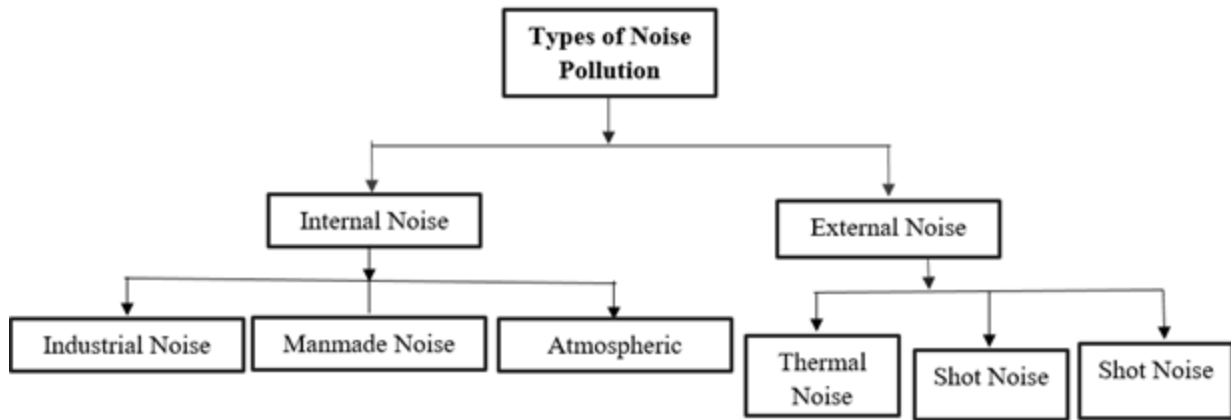 Types of Noise
Pollution
Internal Noise
External Noise
Industrial Noise
Manmade Noise
Atmospheric
Thermal
Noise
Shot Noise
Shot Noise